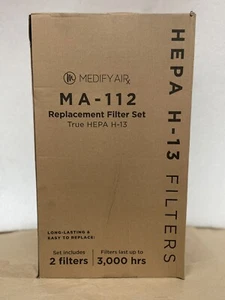 MEDIFY AIR
MA-112
Replacement Filter Set
True HEPA H-13
LONG-LASTING &
EASY TO REPLACE:
Set includes
2 filters
Filters last up to
3,000 hrs
HEPA H-13 FILTERS